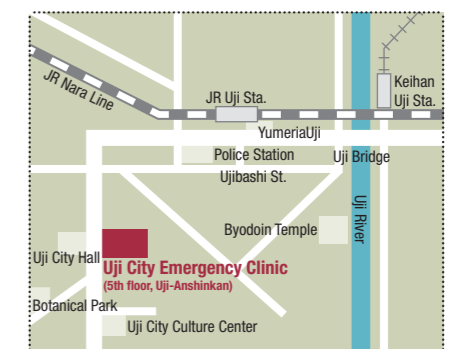 JR Nara Line
JR Uji Sta.
Keihan
Uji Sta.
YumeriaUji
Police Station
Uji Bridge
Ujibashi St.
Uji River
Byodoin Temple
Uji City Hall
Uji City Emergency Clinic
(5th floor, Uji-Anshinkan)
Botanical Park
Uji City Culture Center